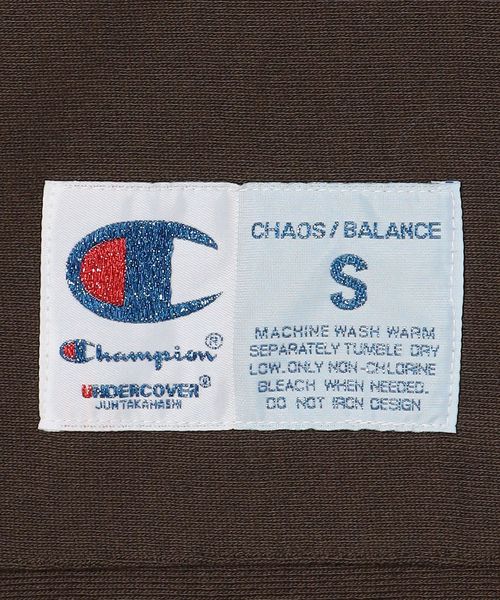 Champion®
UNDERCOVER®
JUNTAKAHASHI
CHAOS / BALANCE
S
MACHINE WASH WARM
SEPARATELY TUMBLE DRY
LOW. ONLY NON-CHLORINE
BLEACH WHEN NEEDED.
DO NOT IRON DESIGN